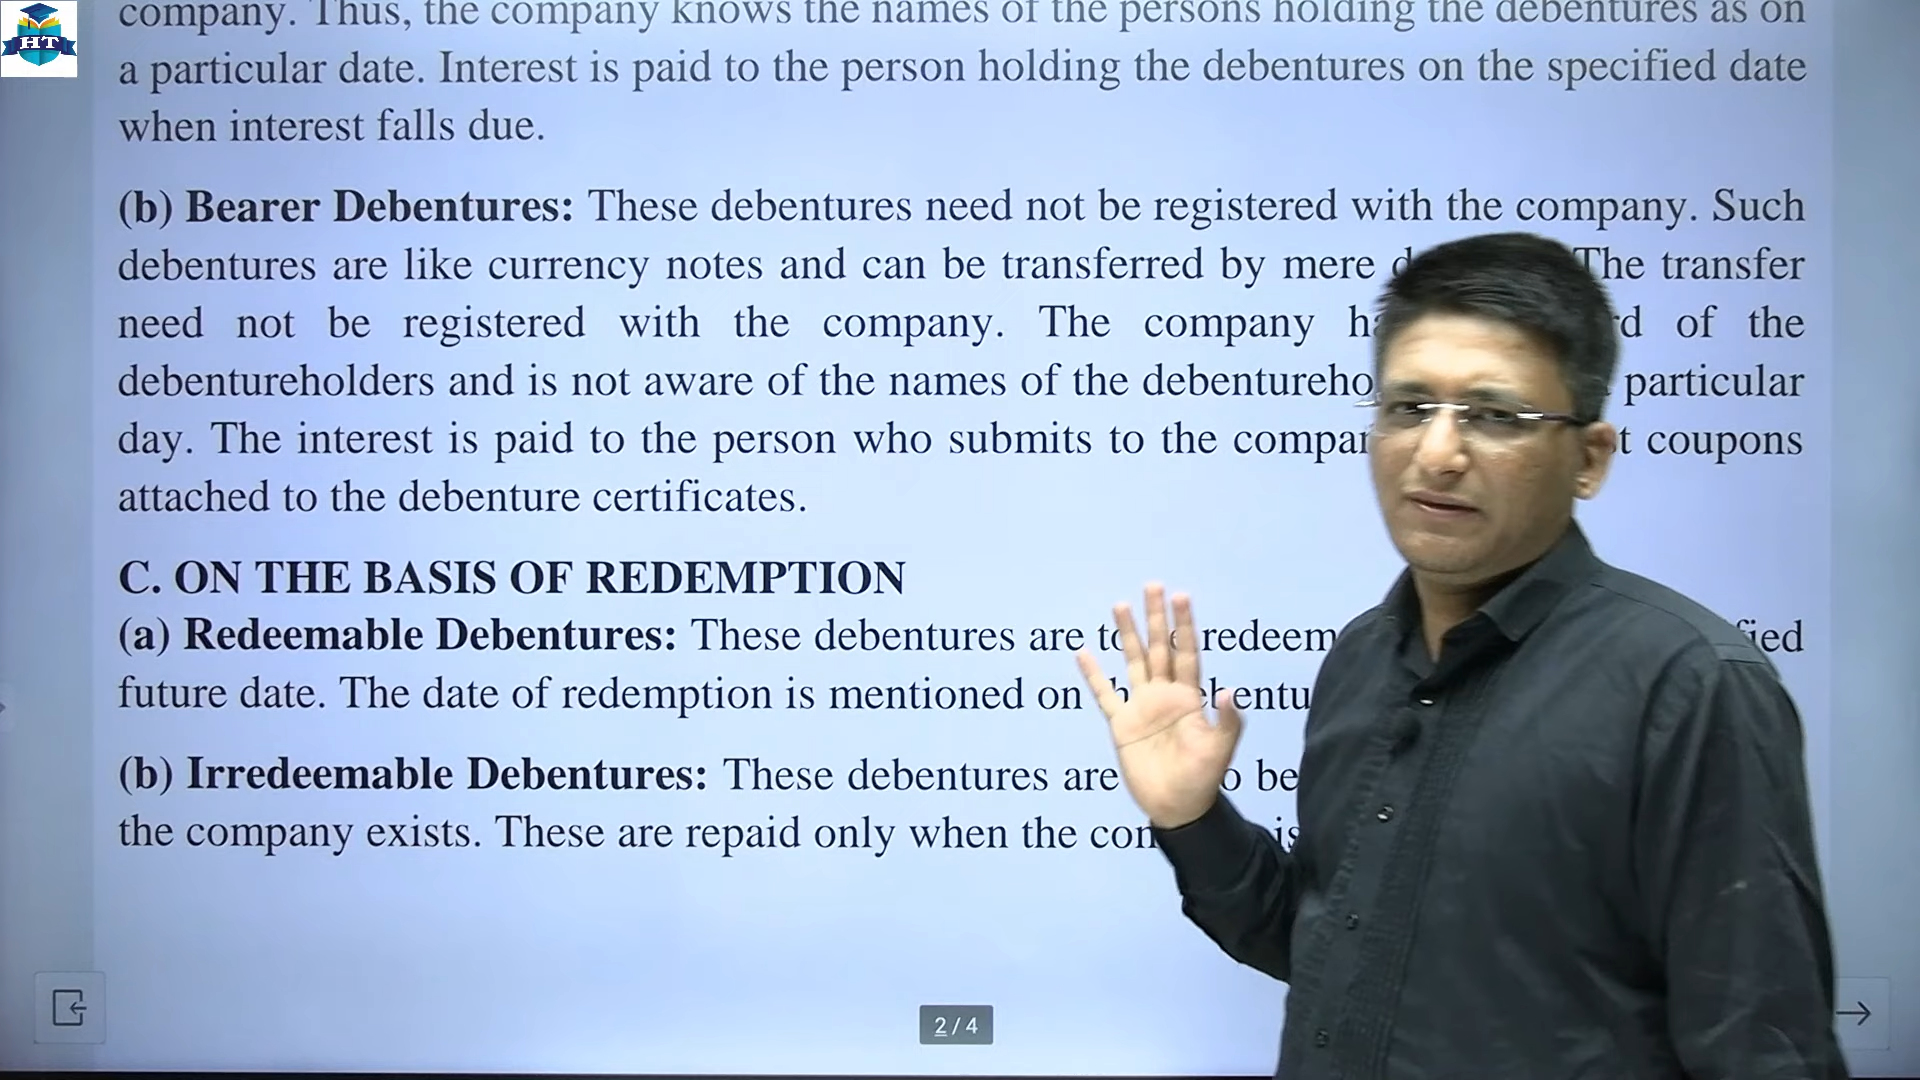 HT
company. Thus, the company knows the names of the persons holding the debentures as on
a particular date. Interest is paid to the person holding the debentures on the specified date
when interest falls due.
(b) Bearer Debentures: These debentures need not be registered with the company. Such
debentures are like currency notes and can be transferred by mere The transfer
need not be registered with the company. The company of the
debentureholders and is not aware of the names of the particular
day. The interest is paid to the person who submits to the coupons
attached to the debenture certificates.
C. ON THE BASIS OF REDEMPTION
(a) Redeemable Debentures: These debentures are
future date. The date of redemption is mentioned on
(b) Irredeemable Debentures: These debentures are be
the company exists. These are repaid only when the
2/4